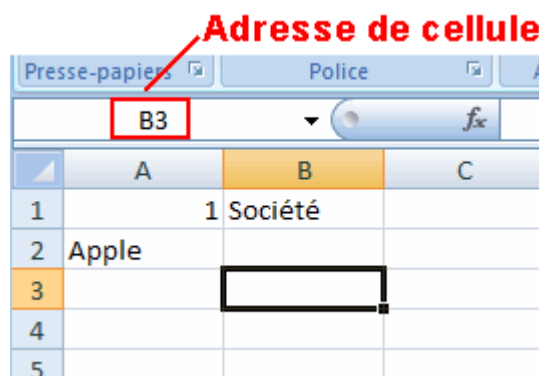 Adresse de cellule
Presse-papiers Police A
B3 fx
A B C
1 1 Société
2 Apple
3
4
5